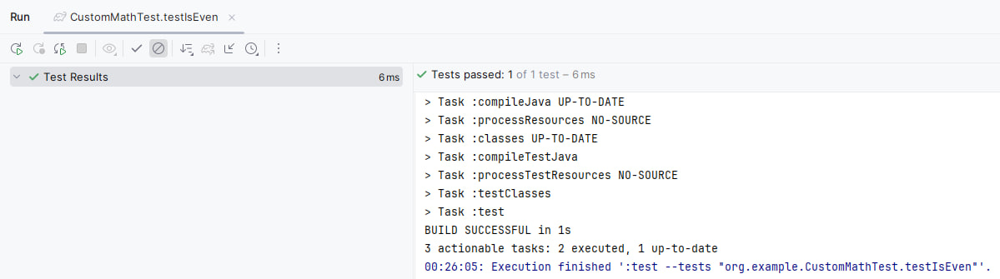 Run CustomMathTest.testIsEven
Test Results 6 ms
Tests passed: 1 of 1 test – 6 ms
> Task :compileJava UP-TO-DATE
> Task :processResources NO-SOURCE
> Task :classes UP-TO-DATE
> Task :compileTestJava
> Task :processTestResources NO-SOURCE
> Task :testClasses
> Task :test
BUILD SUCCESSFUL in 1s
3 actionable tasks: 2 executed, 1 up-to-date
00:26:05: Execution finished ':test --tests "org.example.CustomMathTest.testIsEven"'.